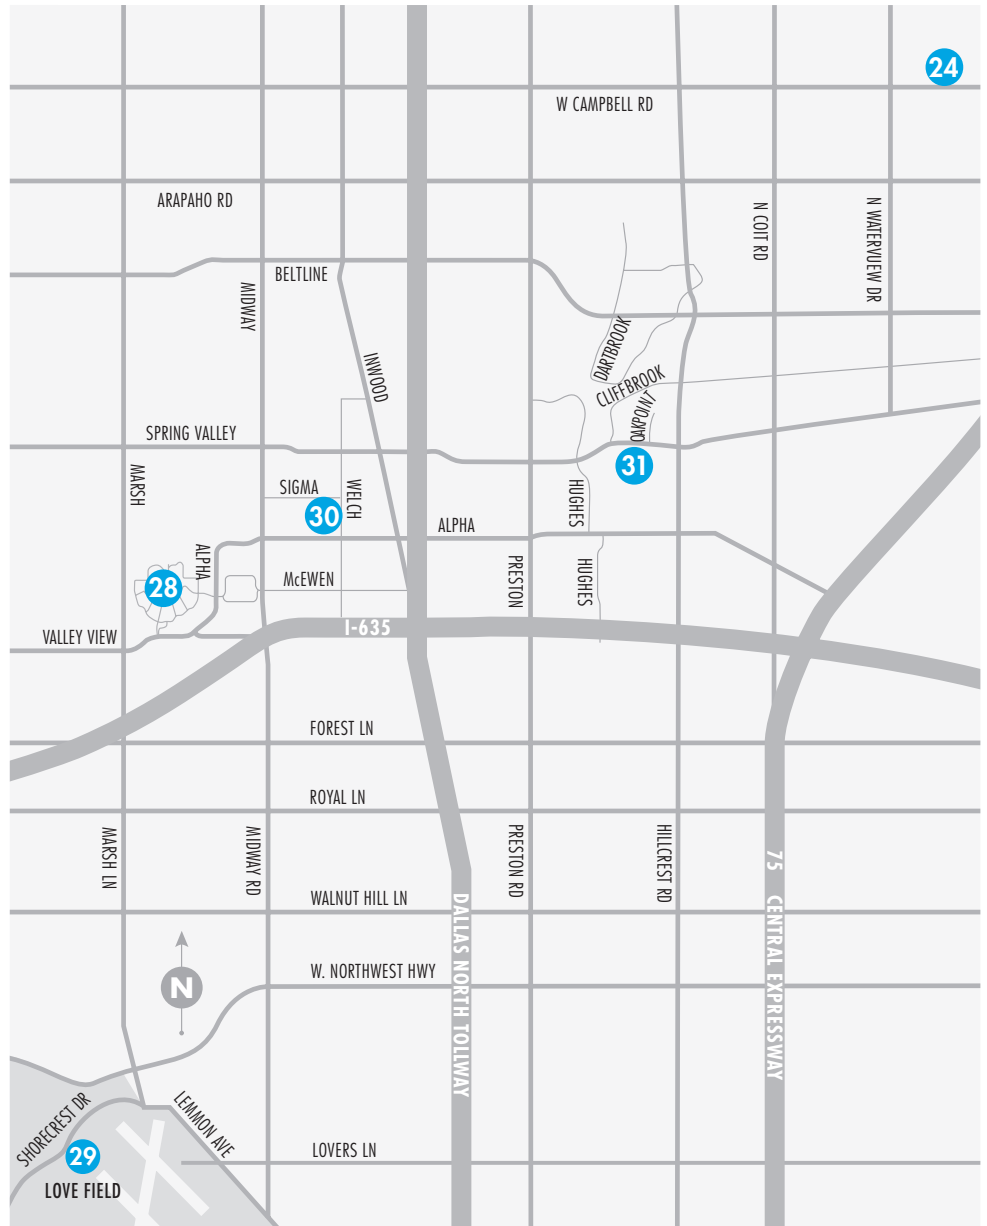 24
W CAMPBELL RD
ARAPAHO RD
N COIT RD
N WATERVUEW DR
BELTLINE
MIDWAY
INWOOD
DARTBROOK
CLIFFBROOK
OAKPOINT
SPRING VALLEY
MARSH
SIGMA
WELCH
30
31
HUGHES
ALPHA
ALPHA
28
McEWEN
PRESTON
HUGHES
VALLEY VIEW
I-635
FOREST LN
ROYAL LN
MARSH LN
MIDWAY RD
PRESTON RD
HILLCREST RD
75 CENTRAL EXPRESSWAY
WALNUT HILL LN
DALLAS NORTH TOLLWAY
W. NORTHWEST HWY
N
SHORECREST DR
LEMMON AVE
29
LOVE FIELD
LOVERS LN